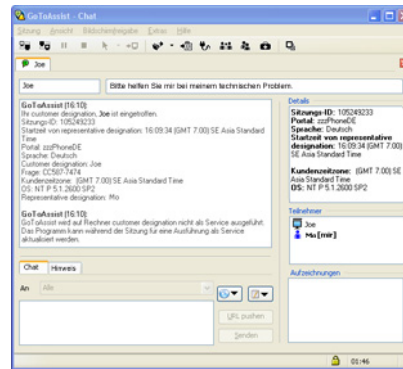 GoToAssist - Chat
Sitzung Ansicht Bildschirmfreigabe Extras Hilfe
Joe
Joe Bitte helfen Sie mir bei meinem technischen Problem.
GoToAssist (16:10):
Ihr customer designation, Joe ist eingetroffen.
Sitzungs-ID: 105249233
Startzeit von representative designation: 16:09:34 (GMT 7:00) SE Asia Standard
Time
Portal: zzzPhoneDE
Sprache: Deutsch
Customer designation: Joe
Frage: CC587-7474
Kundenzeitzone: (GMT 7:00) SE Asia Standard Time
OS: NT P 5.1.2600 SP2
Representative designation: Mo
GoToAssist (16:10):
GoToAssist wird auf Rechner customer designation nicht als Service ausgeführt.
Das Programm kann während der Sitzung für eine Ausführung als Service
aktualisiert werden.
Chat Hinweis
An Alle
URL pushen
Senden
Details
Sitzungs-ID: 105249233
Portal: zzzPhoneDE
Sprache: Deutsch
Startzeit von representative
designation: 16:09:34 (GMT 7:00)
SE Asia Standard Time
Kundenzeitzone: (GMT 7:00) SE
Asia Standard Time
OS: NT P 5.1.2600 SP2
Teilnehmer
Joe
Mo [mir]
Aufzeichnungen
01:46